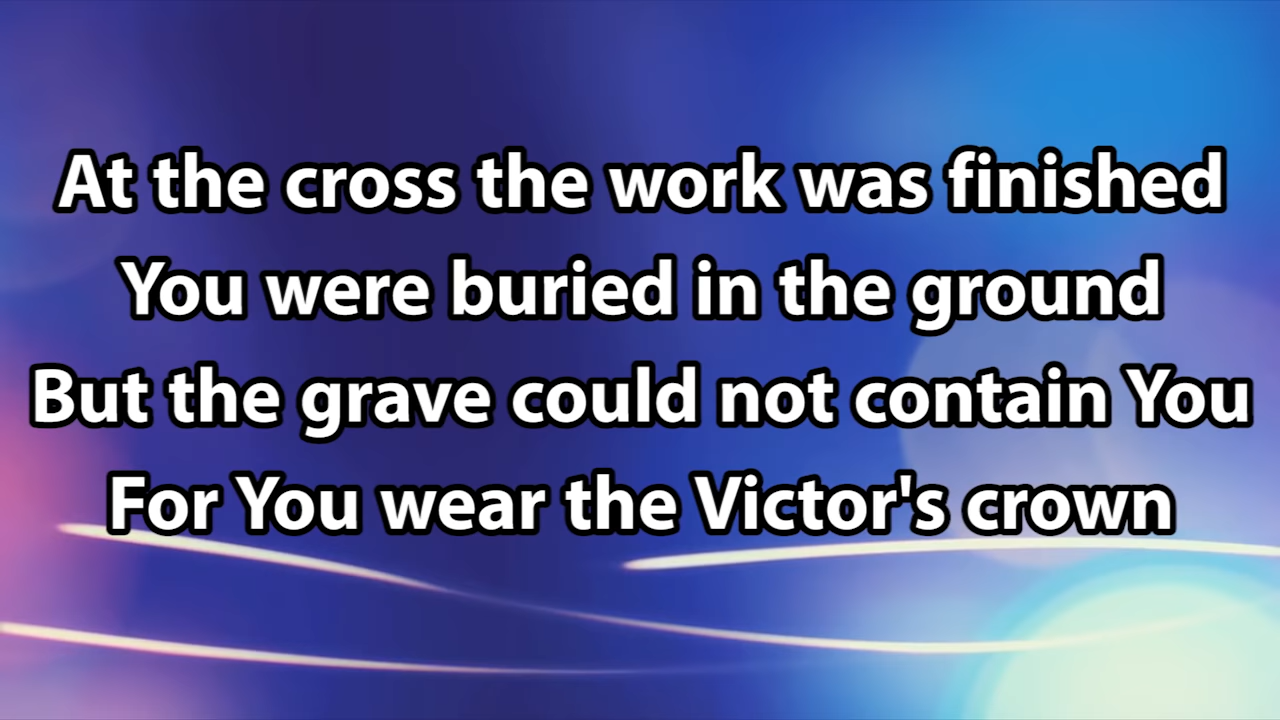 At the cross the work was finished
You were buried in the ground
But the grave could not contain You
For You wear the Victor's crown